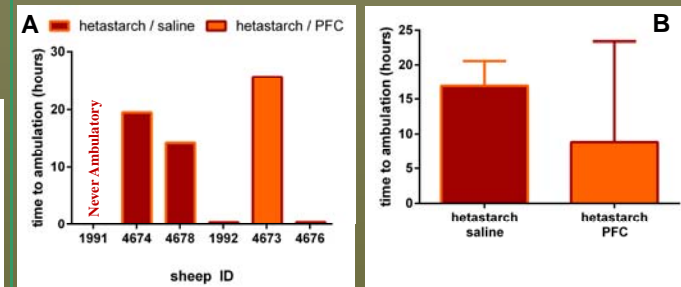 A
hetastarch / saline hetastarch / PFC
time to ambulation (hours)
30
20
10
0
Never Ambulatory
1991 4674 4678 1992 4673 4676
sheep ID
B
time to ambulation (hours)
25
20
15
10
5
0
hetastarch saline
hetastarch PFC